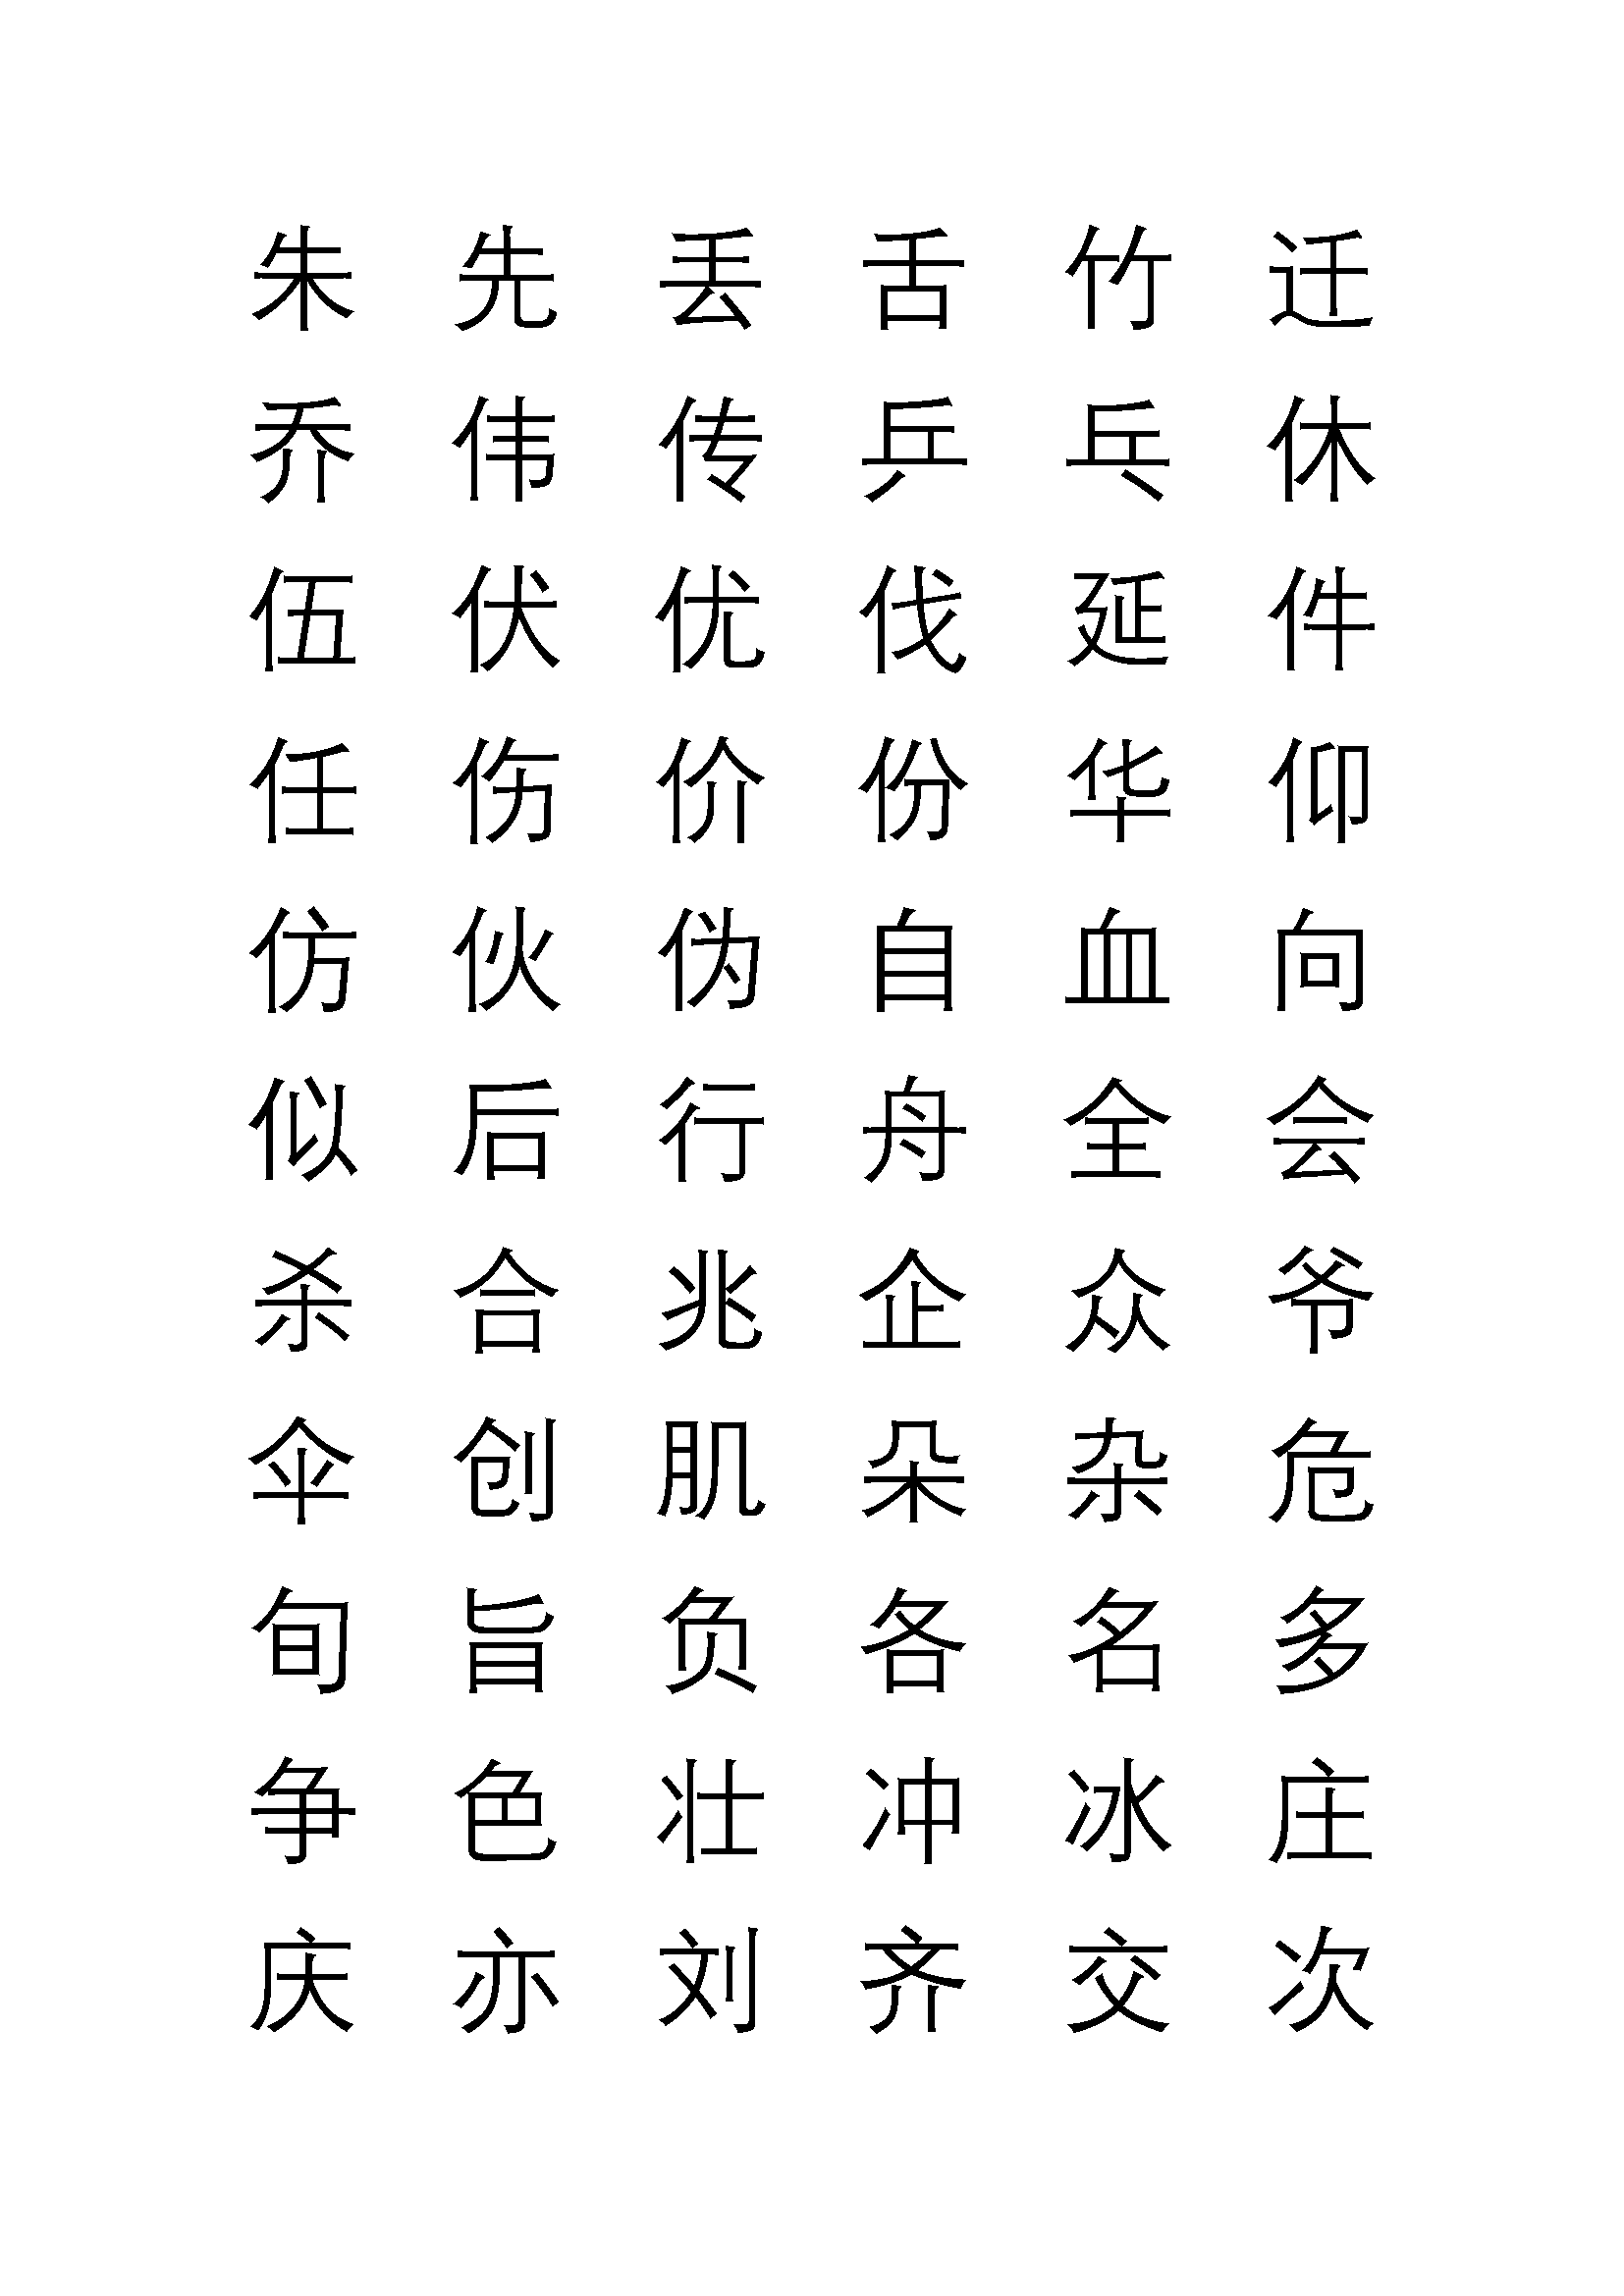 朱 先 丢 舌 竹 迁
乔 伟 传 乒 乓 休
伍 伏 优 伐 延 件
任 伤 价 份 华 仰
仿 伙 伪 自 血 向
似 后 行 舟 全 会
杀 合 兆 企 众 爷
伞 创 肌 朵 杂 危
旬 旨 负 各 名 多
争 色 壮 冲 冰 庄
庆 亦 刘 齐 交 次